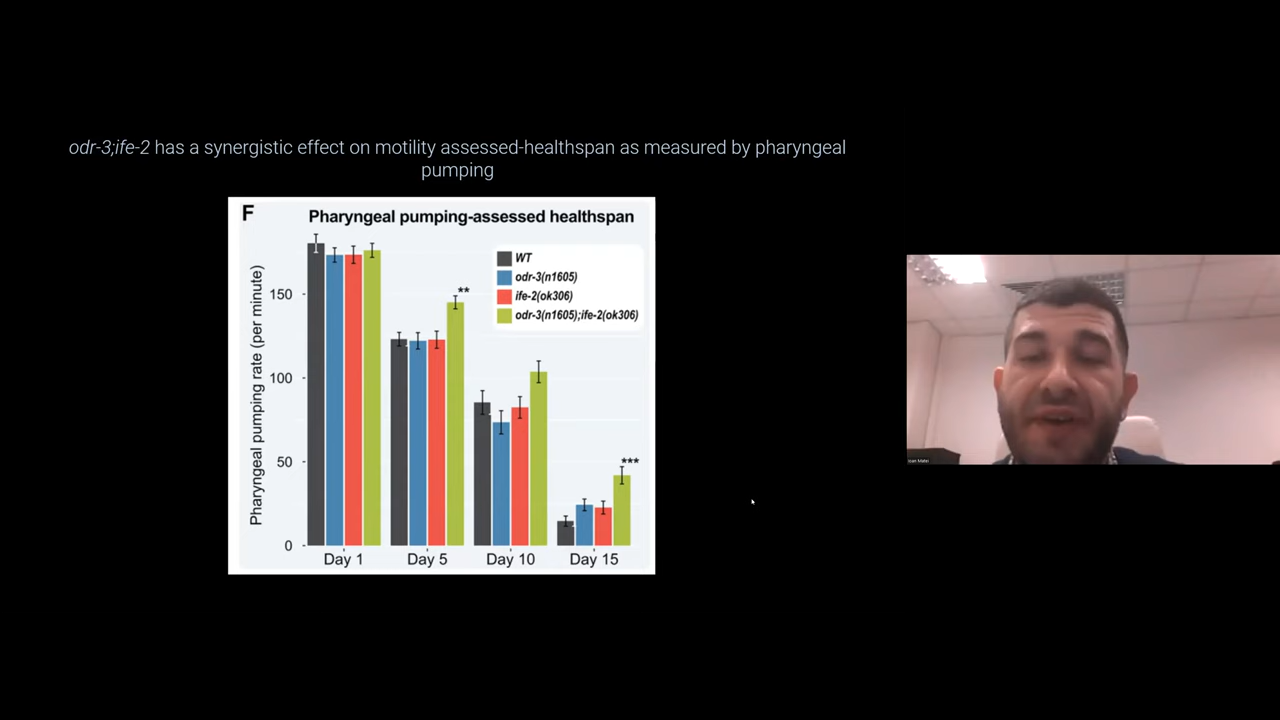 odr-3;ife-2 has a synergistic effect on motility assessed-healthspan as measured by pharyngeal
pumping
F
Pharyngeal pumping-assessed healthspan
Pharyngeal pumping rate (per minute)
WT
odr-3(n1605)
ife-2(ok306)
odr-3(n1605);ife-2(ok306)
150
100
50
0
**
***
Day 1 Day 5 Day 10 Day 15